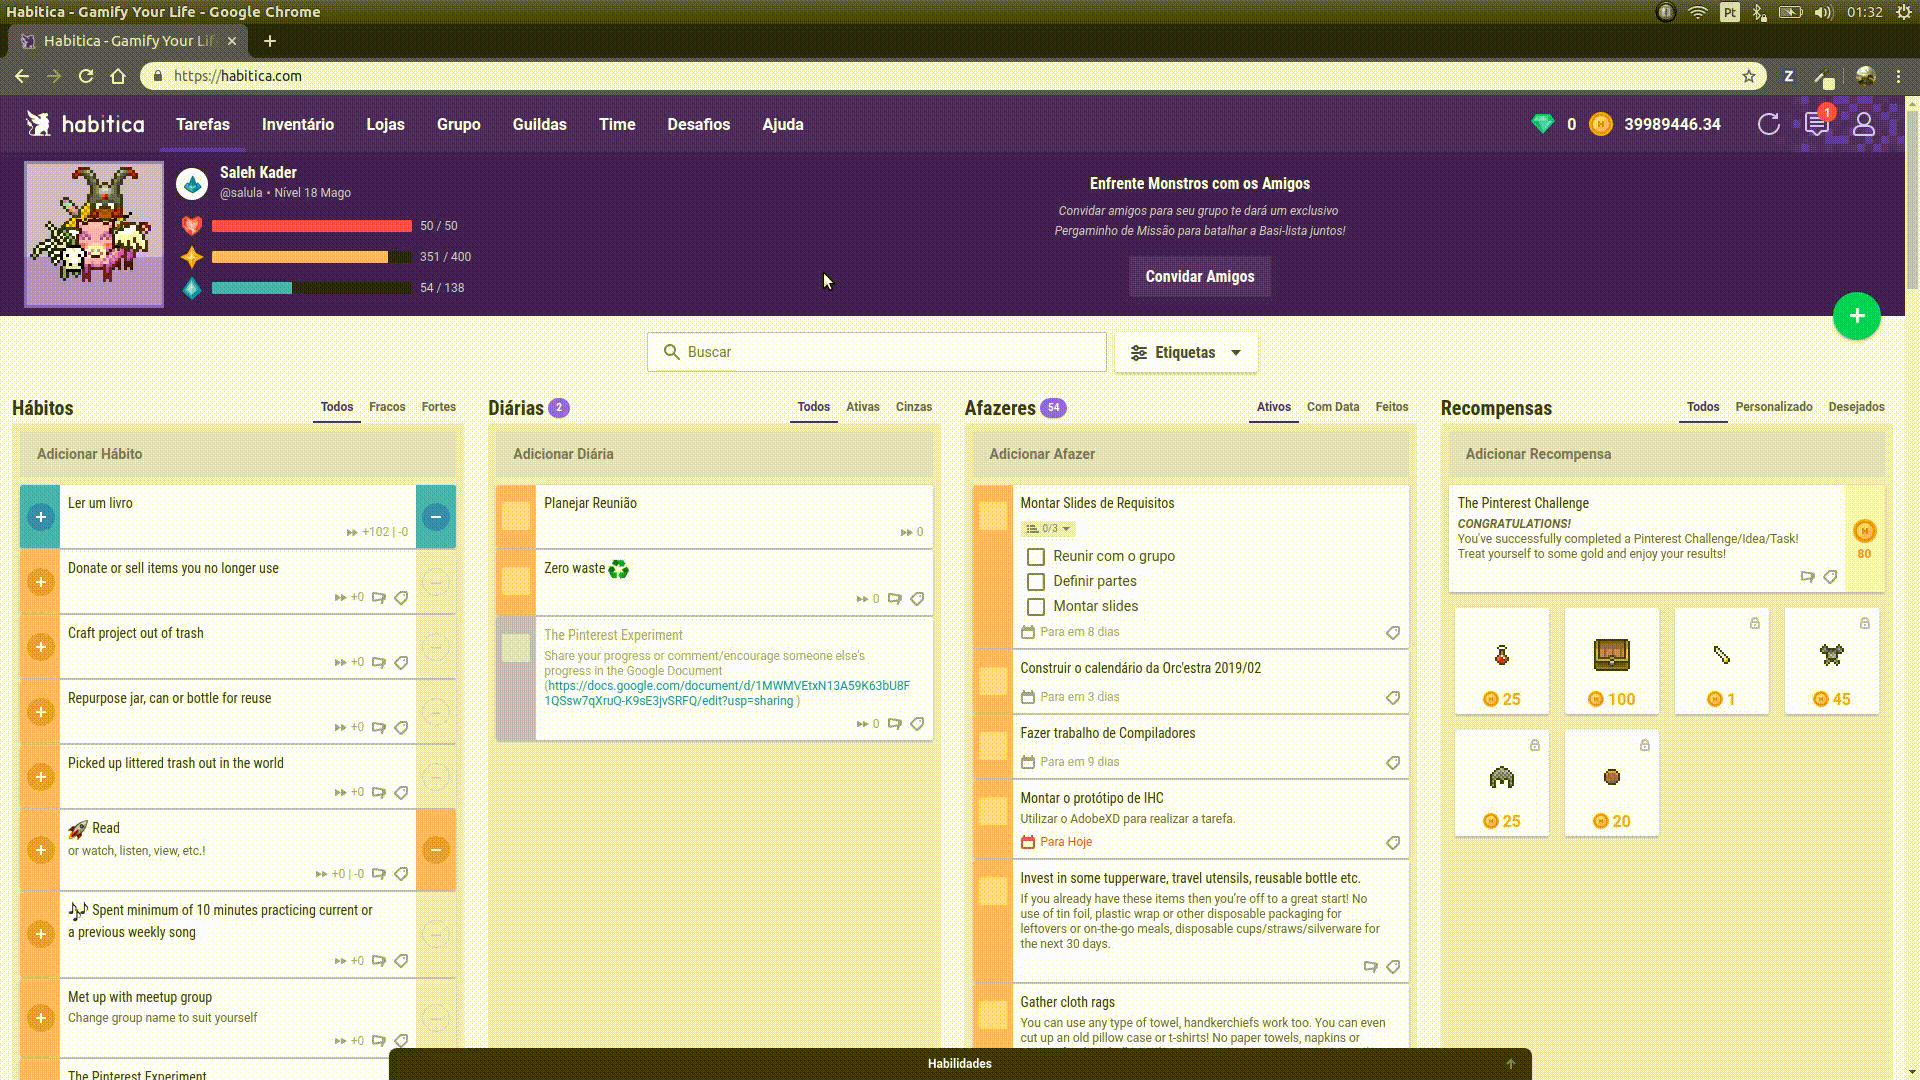 Habitica - Gamify Your Life - Google Chrome
Pt
01:32
Habitica - Gamify Your Lif
https://habitica.com
Z
habitica
Tarefas
Inventário
Lojas
Grupo
Guildas
Time
Desafios
Ajuda
0
39989446.34
1
Saleh Kader
@salula • Nível 18 Mago
50 / 50
351 / 400
54 / 138
Enfrente Monstros com os Amigos
Convidar amigos para seu grupo te dará um exclusivo
Pergaminho de Missão para batalhar a Basi-lista juntos!
Convidar Amigos
Buscar
Etiquetas
Hábitos
Todos
Fracos
Fortes
Adicionar Hábito
Ler um livro
+102 | -0
Donate or sell items you no longer use
+0
Craft project out of trash
+0
Repurpose jar, can or bottle for reuse
+0
Picked up littered trash out in the world
+0
Read
or watch, listen, view, etc.!
+0 | -0
Spent minimum of 10 minutes practicing current or
a previous weekly song
+0
Met up with meetup group
Change group name to suit yourself
+0
The Pinterest Experiment
Diárias
2
Todos
Ativas
Cinzas
Adicionar Diária
Planejar Reunião
0
Zero waste
0
The Pinterest Experiment
Share your progress or comment/encourage someone else's
progress in the Google Document
(https://docs.google.com/document/d/1MWMVEtxN13A59K63bU8F
1QSsw7qXruQ-K9sE3jvSRFQ/edit?usp=sharing )
0
Afazeres
54
Ativos
Com Data
Feitos
Adicionar Afazer
Montar Slides de Requisitos
0/3
Reunir com o grupo
Definir partes
Montar slides
Para em 8 dias
Construir o calendário da Orc'estra 2019/02
Para em 3 dias
Fazer trabalho de Compiladores
Para em 9 dias
Montar o protótipo de IHC
Utilizar o AdobeXD para realizar a tarefa.
Para Hoje
Invest in some tupperware, travel utensils, reusable bottle etc.
If you already have these items then you're off to a great start! No
use of tin foil, plastic wrap or other disposable packaging for
leftovers or on-the-go meals, disposable cups/straws/silverware for
the next 30 days.
Gather cloth rags
You can use any type of towel, handkerchiefs work too. You can even
cut up an old pillow case or t-shirts! No paper towels, napkins or
Recompensas
Todos
Personalizado
Desejados
Adicionar Recompensa
The Pinterest Challenge
CONGRATULATIONS!
You've successfully completed a Pinterest Challenge/Idea/Task!
Treat yourself to some gold and enjoy your results!
80
25
100
1
45
25
20
Habilidades